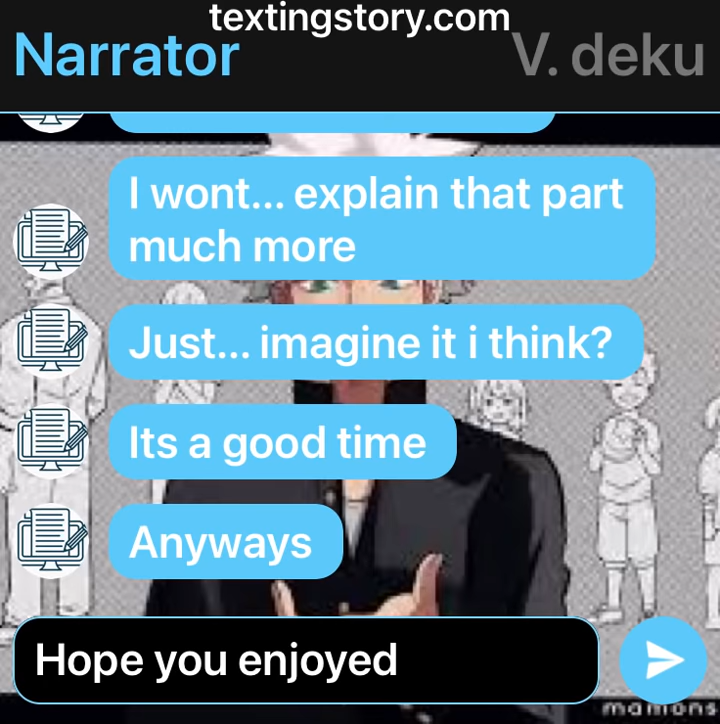 textingstory.com
Narrator
V. deku
I wont... explain that part
much more
Just... imagine it i think?
Its a good time
Anyways
Hope you enjoyed
mamons